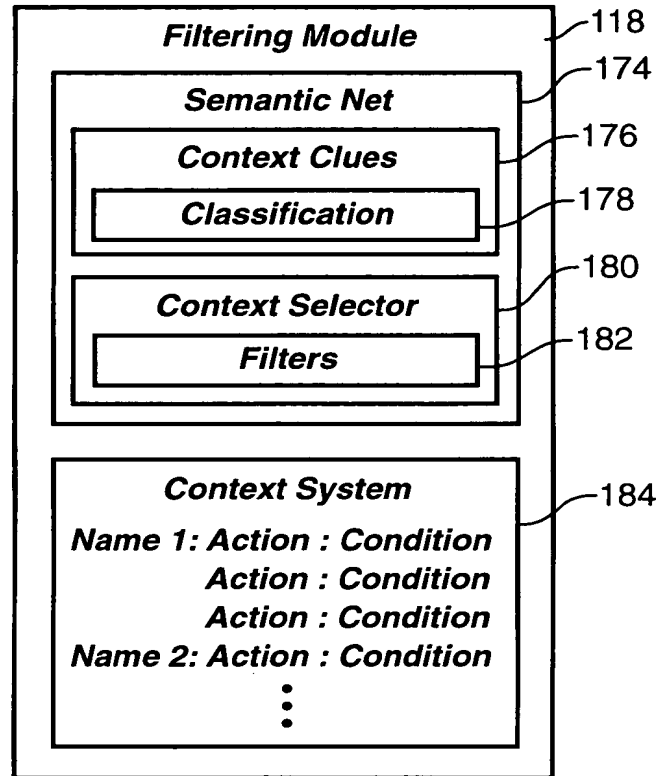 Filtering Module 118
Semantic Net 174
Context Clues 176
Classification 178
Context Selector 180
Filters 182
Context System 184
Name 1: Action : Condition
Action : Condition
Action : Condition
Name 2: Action : Condition